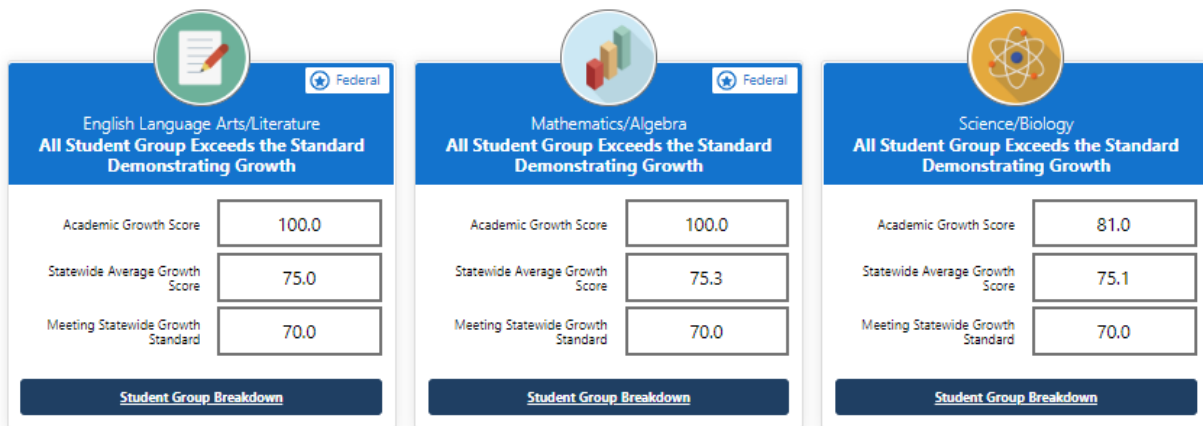 Federal
English Language Arts/Literature
All Student Group Exceeds the Standard
Demonstrating Growth
Academic Growth Score
100.0
Statewide Average Growth
Score
75.0
Meeting Statewide Growth
Standard
70.0
Student Group Breakdown
Federal
Mathematics/Algebra
All Student Group Exceeds the Standard
Demonstrating Growth
Academic Growth Score
100.0
Statewide Average Growth
Score
75.3
Meeting Statewide Growth
Standard
70.0
Student Group Breakdown
Science/Biology
All Student Group Exceeds the Standard
Demonstrating Growth
Academic Growth Score
81.0
Statewide Average Growth
Score
75.1
Meeting Statewide Growth
Standard
70.0
Student Group Breakdown